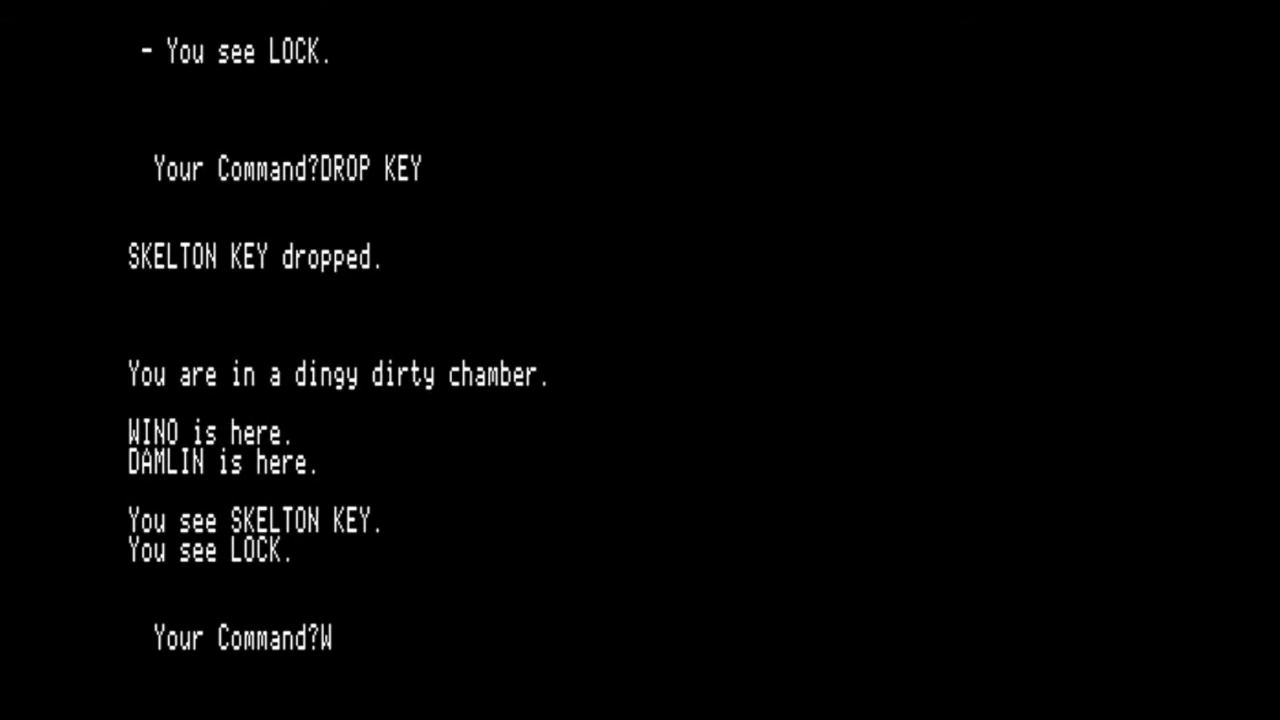 - You see LOCK.
Your Command?DROP KEY
SKELTON KEY dropped.
You are in a dingy dirty chamber.
WINO is here.
DAMLIN is here.
You see SKELTON KEY.
You see LOCK.
Your Command?W